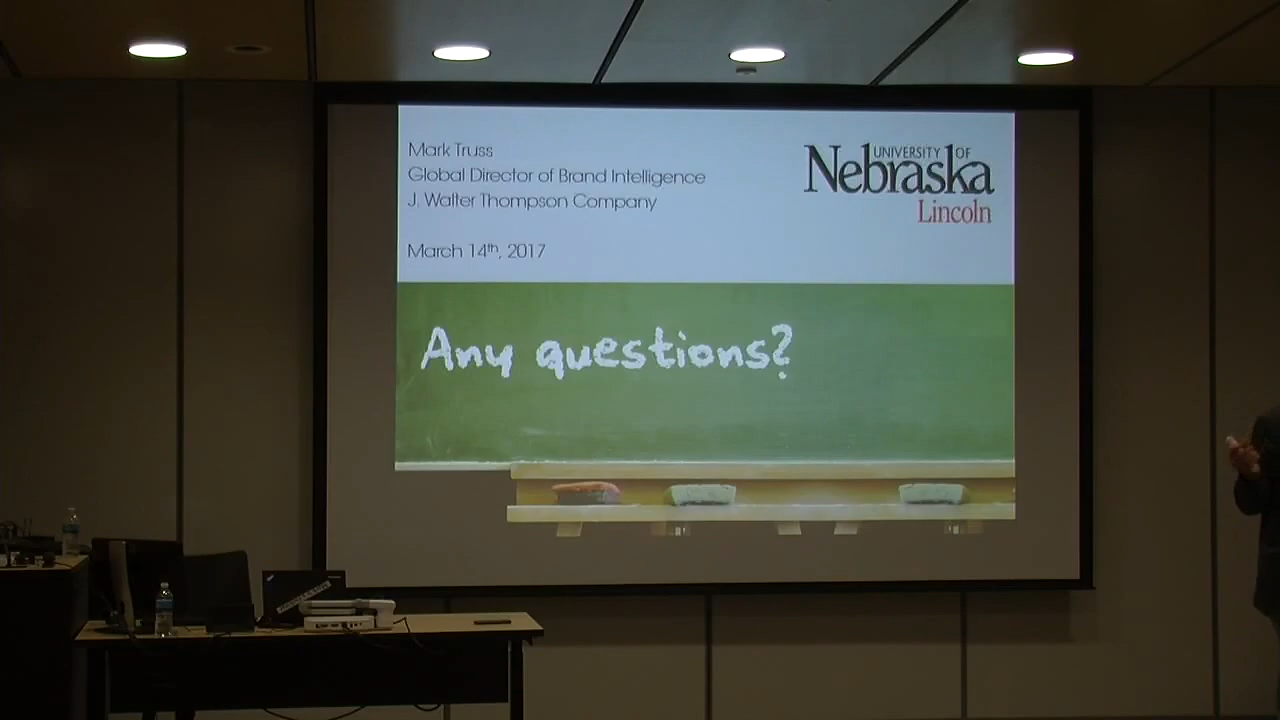 Mark Truss
Global Director of Brand Intelligence
J. Walter Thompson Company
March 14th, 2017
UNIVERSITY OF
Nebraska
Lincoln
Any questions?